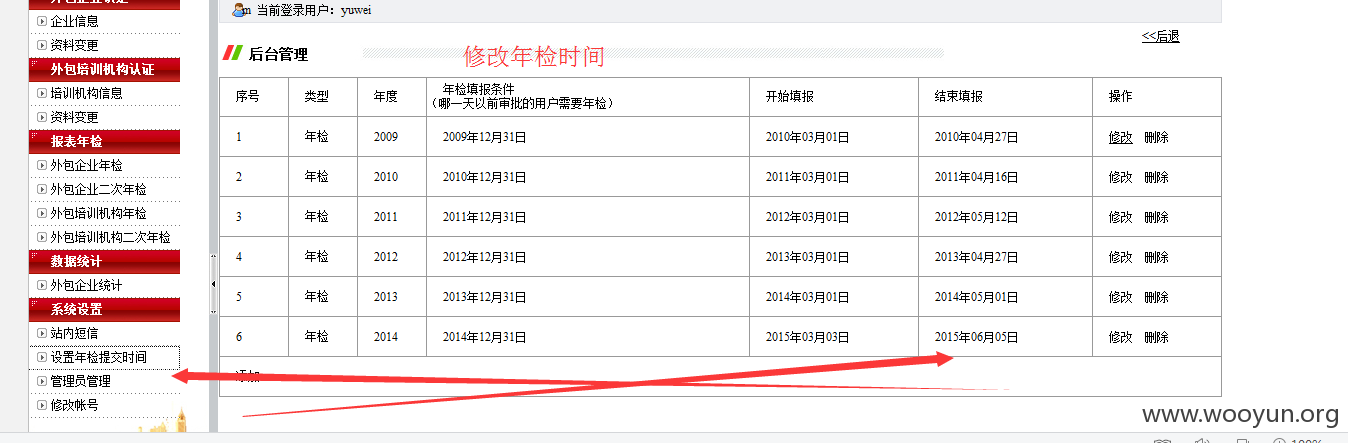 外包企业认证
企业信息
资料变更
外包培训机构认证
培训机构信息
资料变更
报表年检
外包企业年检
外包企业二次年检
外包培训机构年检
外包培训机构二次年检
数据统计
外包企业统计
系统设置
站内短信
设置年检提交时间
管理员管理
修改帐号
当前登录用户：yuwei
<<后退
后台管理
修改年检时间
序号 类型 年度 年检填报条件 开始填报 结束填报 操作
（哪一天以前审批的用户需要年检）
1 年检 2009 2009年12月31日 2010年03月01日 2010年04月27日 修改 删除
2 年检 2010 2010年12月31日 2011年03月01日 2011年04月16日 修改 删除
3 年检 2011 2011年12月31日 2012年03月01日 2012年05月12日 修改 删除
4 年检 2012 2012年12月31日 2013年03月01日 2013年04月27日 修改 删除
5 年检 2013 2013年12月31日 2014年03月01日 2014年05月01日 修改 删除
6 年检 2014 2014年12月31日 2015年03月03日 2015年06月05日 修改 删除
添加
www.wooyun.org